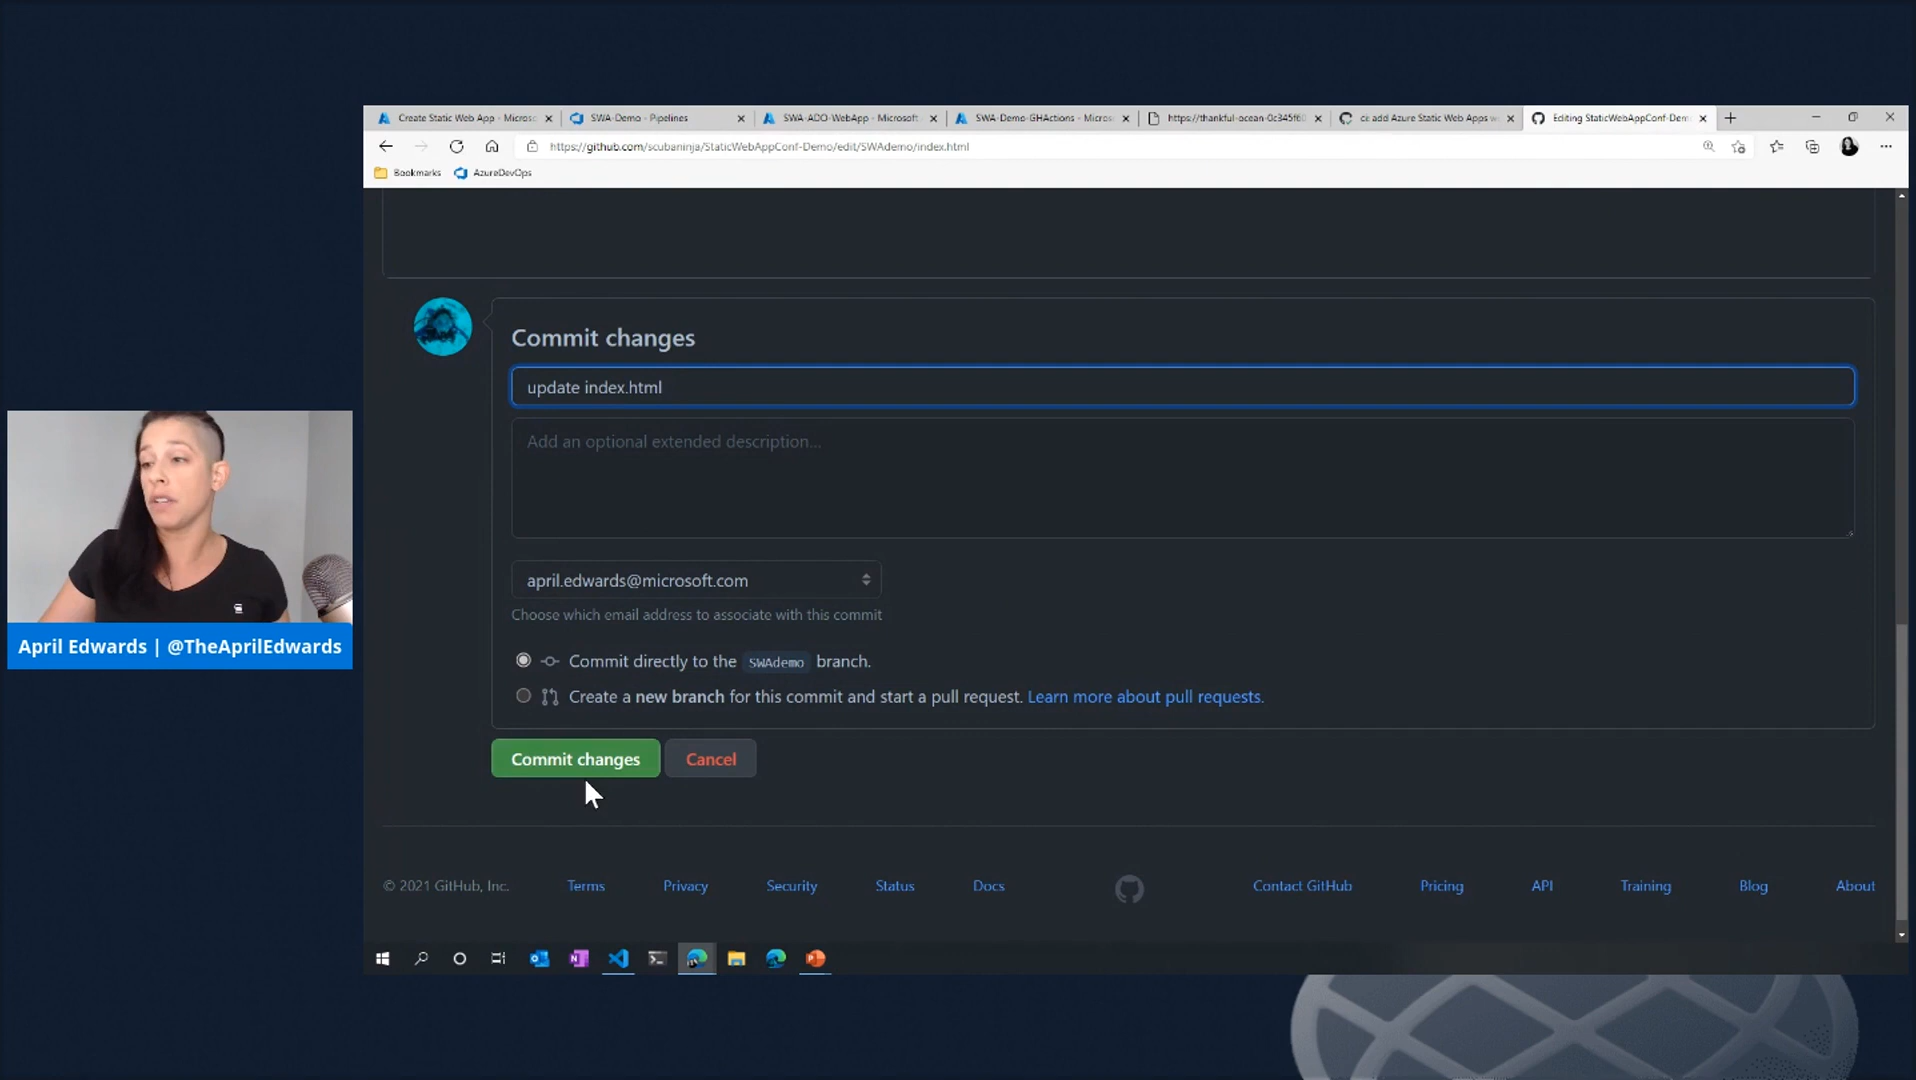 Create Static Web App - Microsc
SWA-Demo - Pipelines
SWA-ADO-WebApp - Microsoft
SWA-Demo-GHActions - Micros
https://thankful-ocean-0c345f60
ci: add Azure Static Web Apps w
Editing StaticWebAppConf-Dem
https://github.com/scubaninja/StaticWebAppConf-Demo/edit/SWAdemo/index.html
Bookmarks
AzureDevOps
Commit changes
update index.html
Add an optional extended description...
april.edwards@microsoft.com
Choose which email address to associate with this commit
Commit directly to the SWAdemo branch.
Create a new branch for this commit and start a pull request. Learn more about pull requests.
Commit changes
Cancel
April Edwards | @TheAprilEdwards
© 2021 GitHub, Inc.
Terms
Privacy
Security
Status
Docs
Contact GitHub
Pricing
API
Training
Blog
About